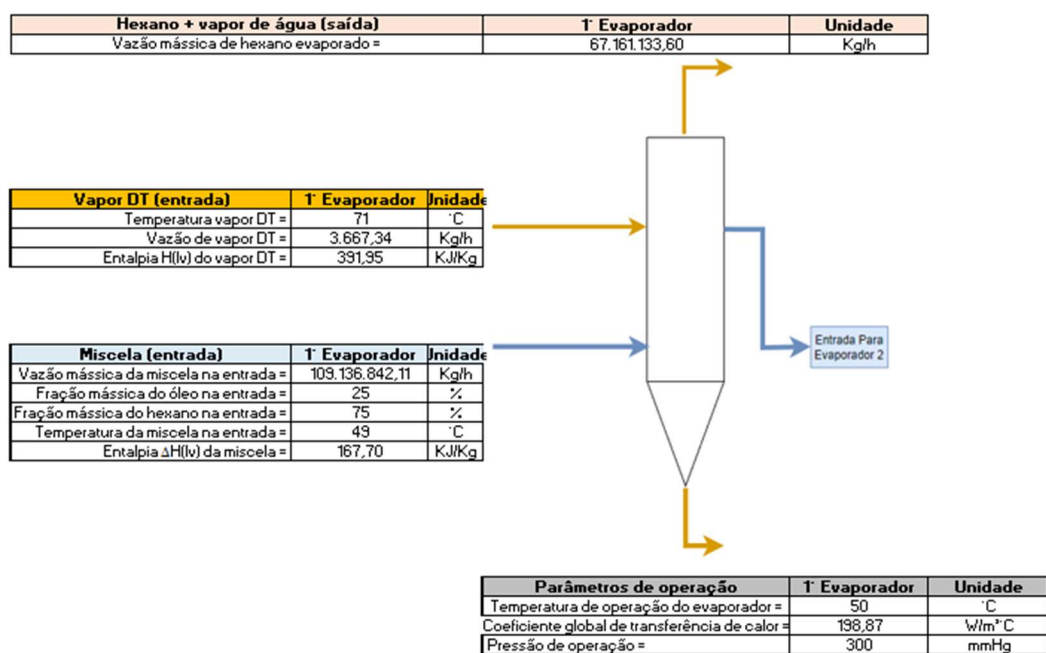 Hexano + vapor de água (saída) 1˙ Evaporador Unidade
Vazão mássica de hexano evaporado = 67.161.133,60 Kg/h
Vapor DT (entrada) 1˙ Evaporador Unidade
Temperatura vapor DT = 71 ˙C
Vazão de vapor DT = 3.667,34 Kg/h
Entalpia H(lv) do vapor DT = 391,95 KJ/Kg
Miscela (entrada) 1˙ Evaporador Unidade
Vazão mássica da miscela na entrada = 109.136.842,11 Kg/h
Fração mássica do óleo na entrada = 25 %
Fração mássica do hexano na entrada = 75 %
Temperatura da miscela na entrada = 49 ˙C
Entalpia ΔH(lv) da miscela = 167,70 KJ/Kg
Entrada Para
Evaporador 2
Parâmetros de operação 1˙ Evaporador Unidade
Temperatura de operação do evaporador = 50 ˙C
Coeficiente global de transferência de calor = 198,87 W/m²˙C
Pressão de operação = 300 mmHg